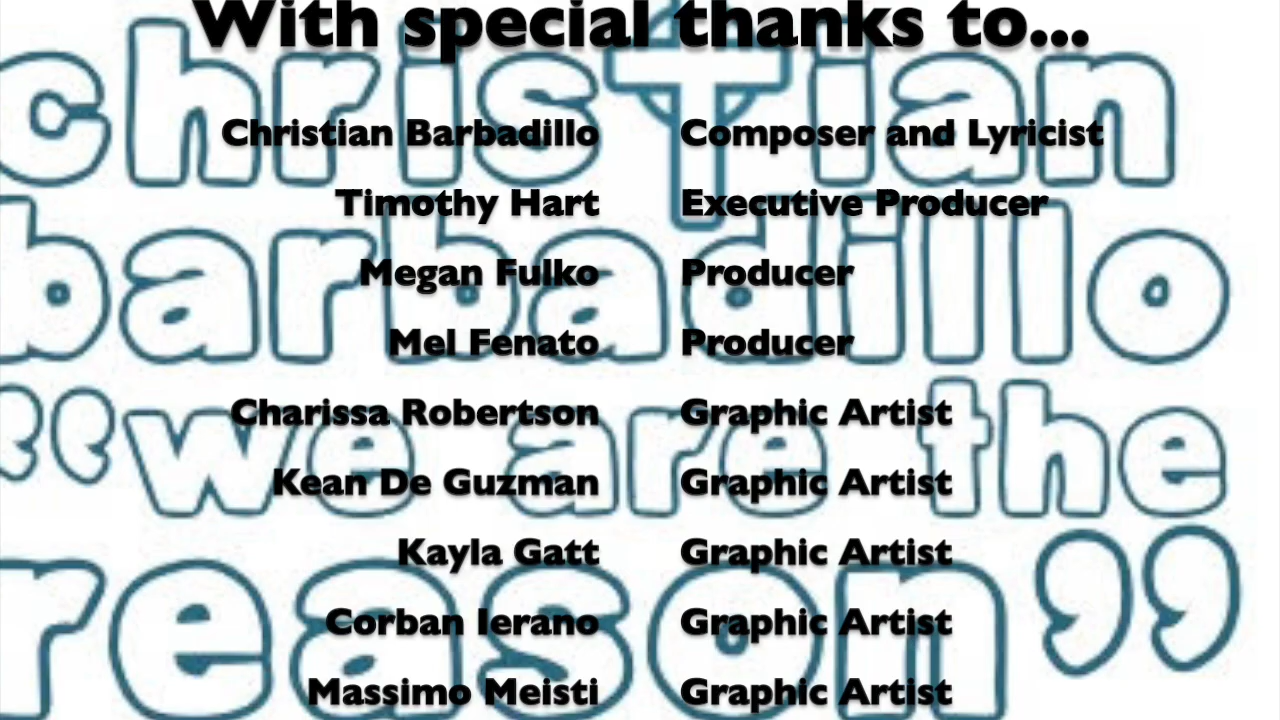 With special thanks to...
christian
Christian Barbadillo Composer and Lyricist
Timothy Hart Executive Producer
barbadillo
Megan Fulko Producer
Mel Fenato Producer
“we are the
Charissa Robertson Graphic Artist
Kean De Guzman Graphic Artist
Kayla Gatt Graphic Artist
reason”
Corban Ierano Graphic Artist
Massimo Meisti Graphic Artist